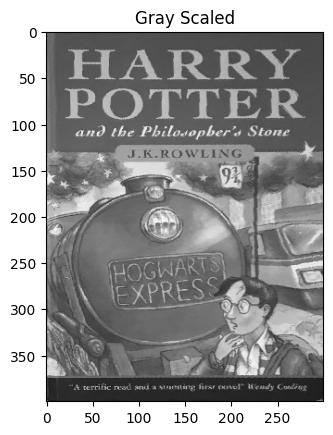 Gray Scaled
0
HARRY
50
POTTER
100
and the Philosopher's Stone
J.K.ROWLING
150
9¾
200
250
HOGWARTS
EXPRESS
300
350
"A terrific read and a stunning first novel" Wendy Cooling
0 50 100 150 200 250